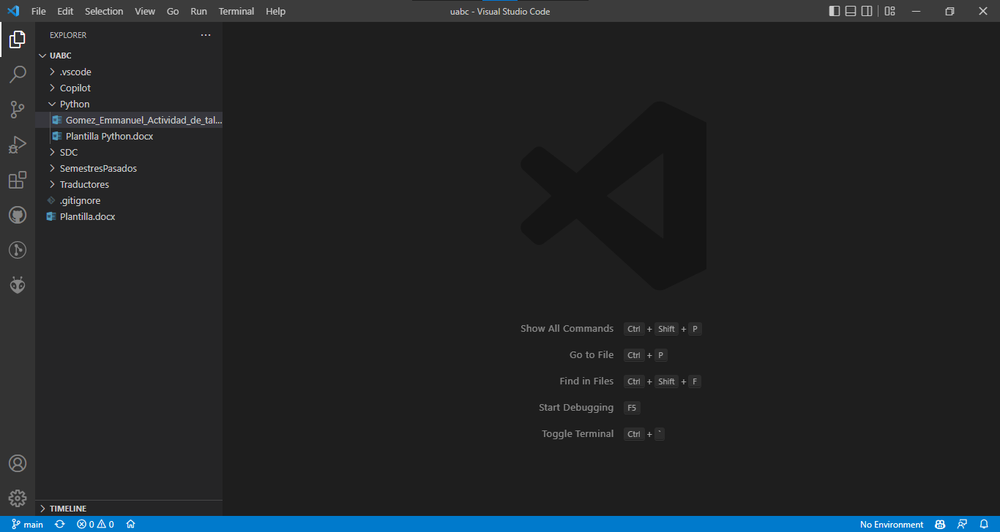 File Edit Selection View Go Run Terminal Help
uabc - Visual Studio Code
EXPLORER
UABC
.vscode
Copilot
Python
Gomez_Emmanuel_Actividad_de_tal...
Plantilla Python.docx
SDC
SemestresPasados
Traductores
.gitignore
Plantilla.docx
Show All Commands Ctrl + Shift + P
Go to File Ctrl + P
Find in Files Ctrl + Shift + F
Start Debugging F5
Toggle Terminal Ctrl + `
TIMELINE
main 0 0 No Environment